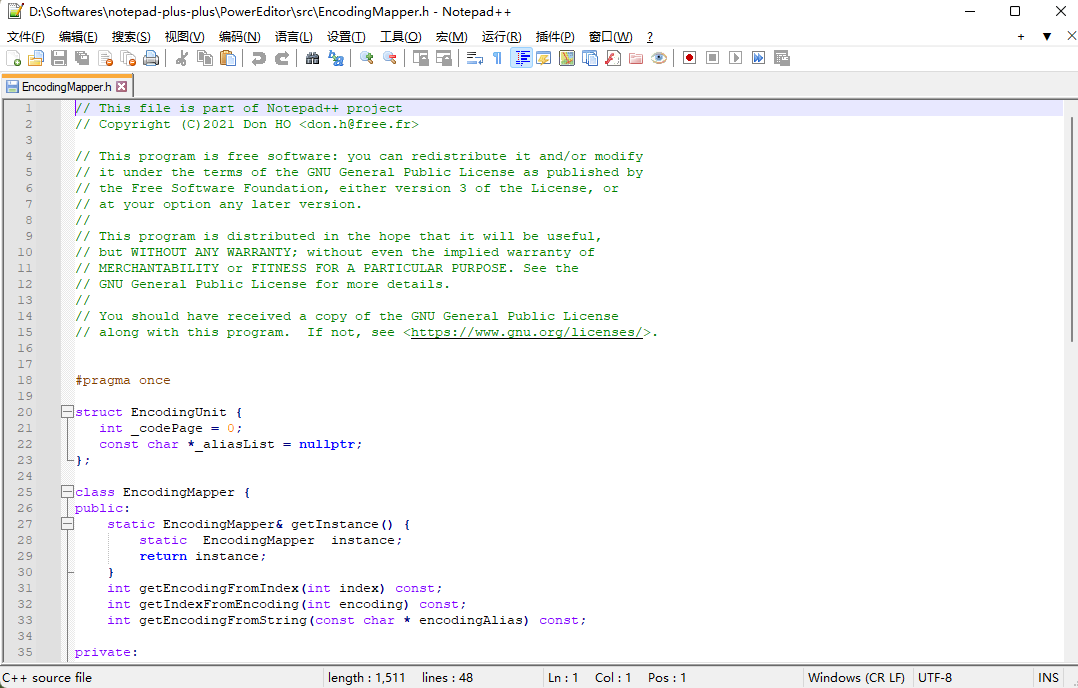 D:\Softwares\notepad-plus-plus\PowerEditor\src\EncodingMapper.h - Notepad++
文件(F) 编辑(E) 搜索(S) 视图(V) 编码(N) 语言(L) 设置(T) 工具(O) 宏(M) 运行(R) 插件(P) 窗口(W) ? + ▼ X
EncodingMapper.h
1 // This file is part of Notepad++ project
2 // Copyright (C)2021 Don HO <don.h@free.fr>
3
4 // This program is free software: you can redistribute it and/or modify
5 // it under the terms of the GNU General Public License as published by
6 // the Free Software Foundation, either version 3 of the License, or
7 // at your option any later version.
8 //
9 // This program is distributed in the hope that it will be useful,
10 // but WITHOUT ANY WARRANTY; without even the implied warranty of
11 // MERCHANTABILITY or FITNESS FOR A PARTICULAR PURPOSE. See the
12 // GNU General Public License for more details.
13 //
14 // You should have received a copy of the GNU General Public License
15 // along with this program.  If not, see <https://www.gnu.org/licenses/>.
16
17
18 #pragma once
19
20 struct EncodingUnit {
21    int _codePage = 0;
22    const char *_aliasList = nullptr;
23 };
24
25 class EncodingMapper {
26 public:
27     static EncodingMapper& getInstance() {
28         static  EncodingMapper  instance;
29         return instance;
30     }
31     int getEncodingFromIndex(int index) const;
32     int getIndexFromEncoding(int encoding) const;
33     int getEncodingFromString(const char * encodingAlias) const;
34
35 private:
C++ source file length : 1,511 lines : 48 Ln : 1 Col : 1 Pos : 1 Windows (CR LF) UTF-8 INS